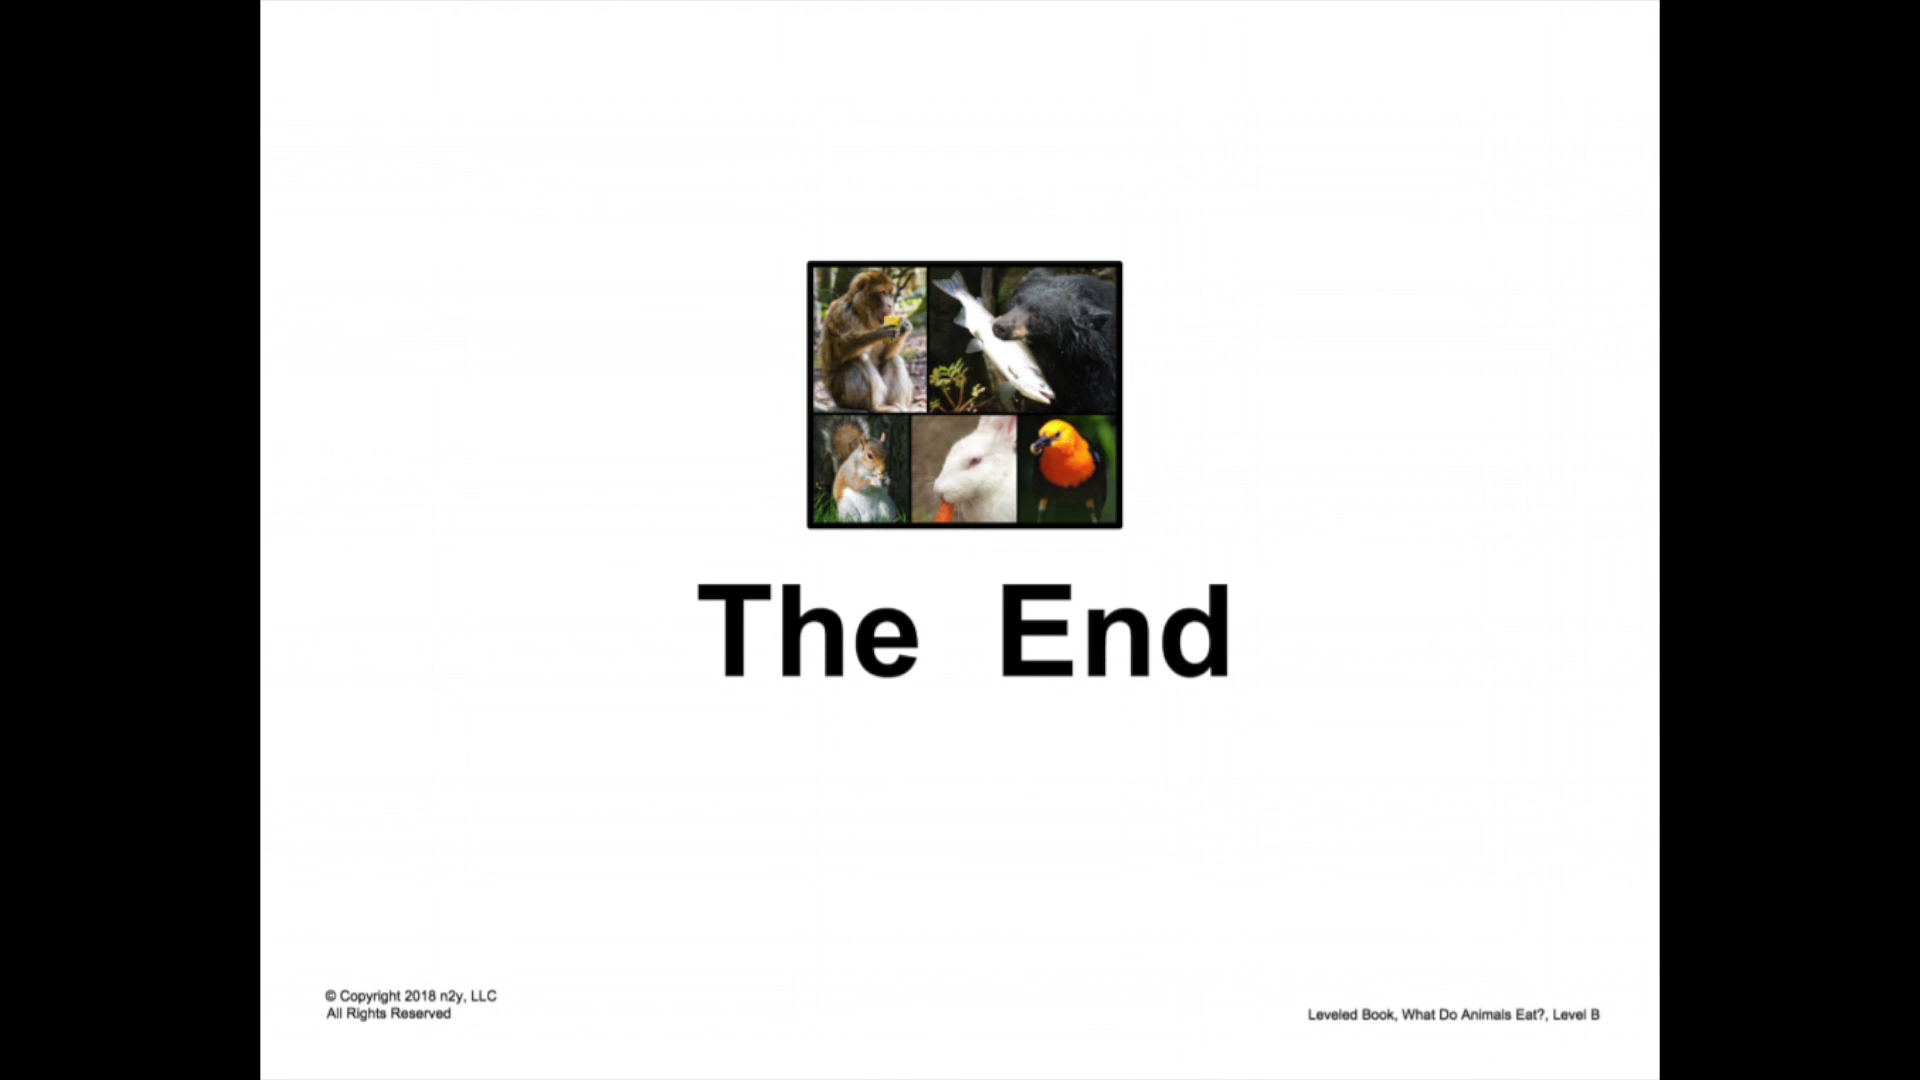 The End
© Copyright 2018 n2y, LLC
All Rights Reserved
Leveled Book, What Do Animals Eat?, Level B